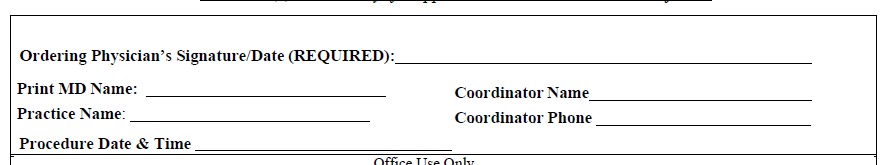 Ordering Physician's Signature/Date (REQUIRED):
Print MD Name:
Coordinator Name
Practice Name:
Coordinator Phone
Procedure Date & Time
Office Use Only